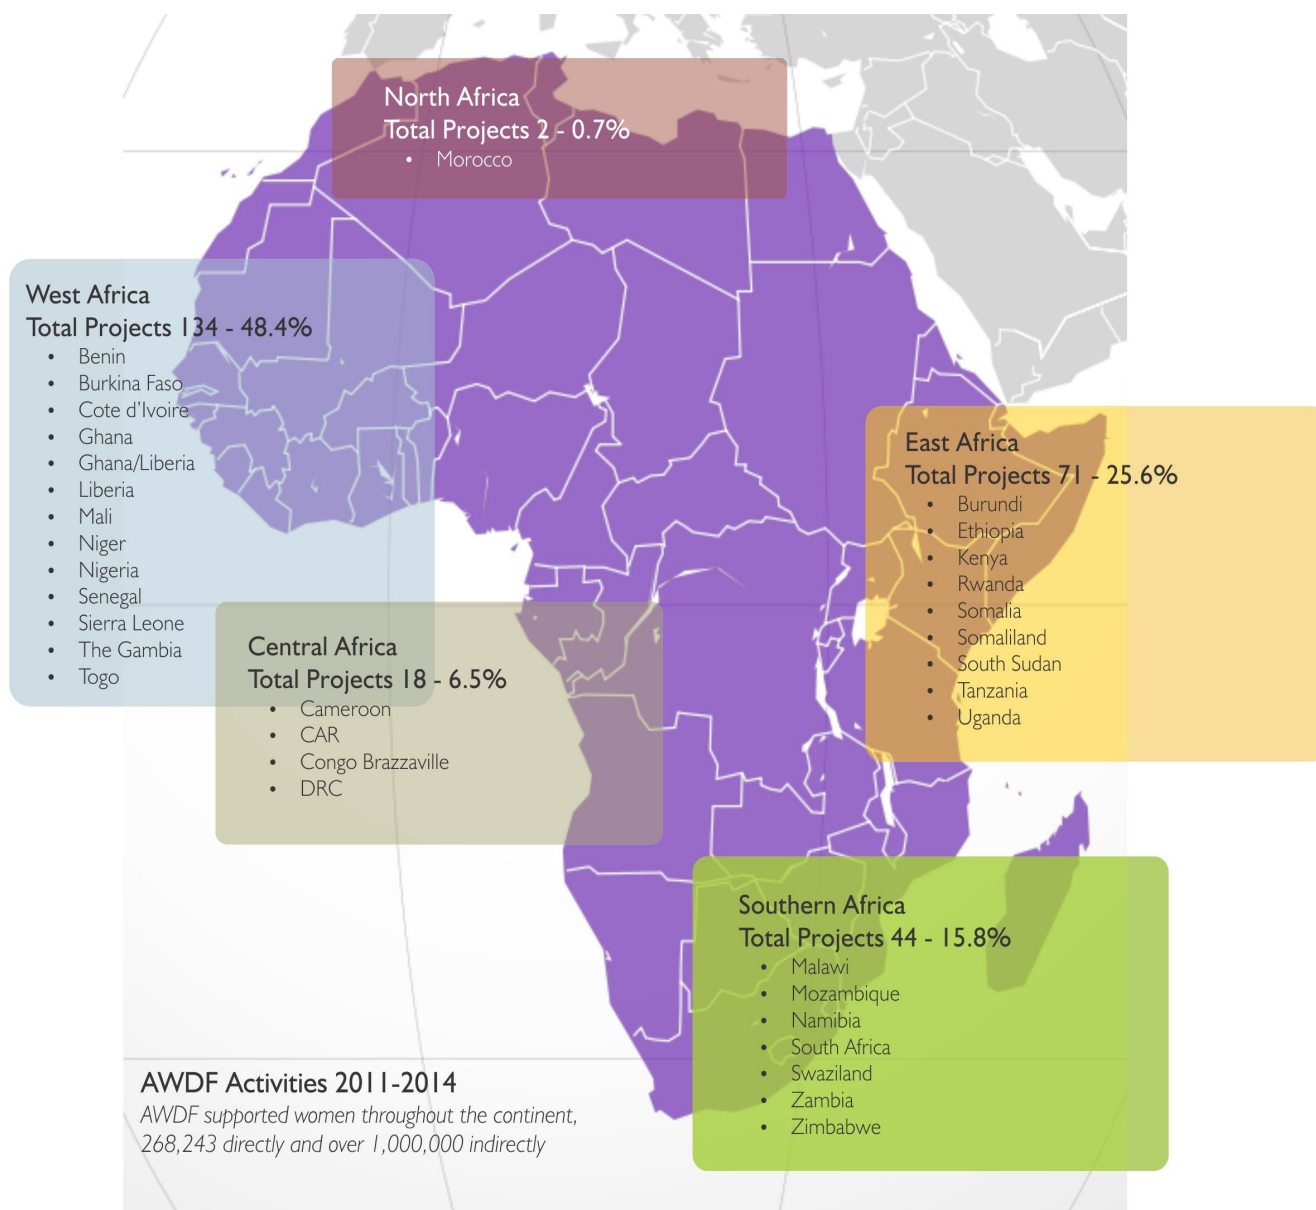 North Africa
Total Projects 2 - 0.7%
• Morocco
West Africa
Total Projects 134 - 48.4%
• Benin
• Burkina Faso
• Cote d'Ivoire
• Ghana
• Ghana/Liberia
• Liberia
• Mali
• Niger
• Nigeria
• Senegal
• Sierra Leone
• The Gambia
• Togo
East Africa
Total Projects 71 - 25.6%
• Burundi
• Ethiopia
• Kenya
• Rwanda
• Somalia
• Somaliland
• South Sudan
• Tanzania
• Uganda
Central Africa
Total Projects 18 - 6.5%
• Cameroon
• CAR
• Congo Brazzaville
• DRC
Southern Africa
Total Projects 44 - 15.8%
• Malawi
• Mozambique
• Namibia
• South Africa
• Swaziland
• Zambia
• Zimbabwe
AWDF Activities 2011-2014
AWDF supported women throughout the continent,
268,243 directly and over 1,000,000 indirectly